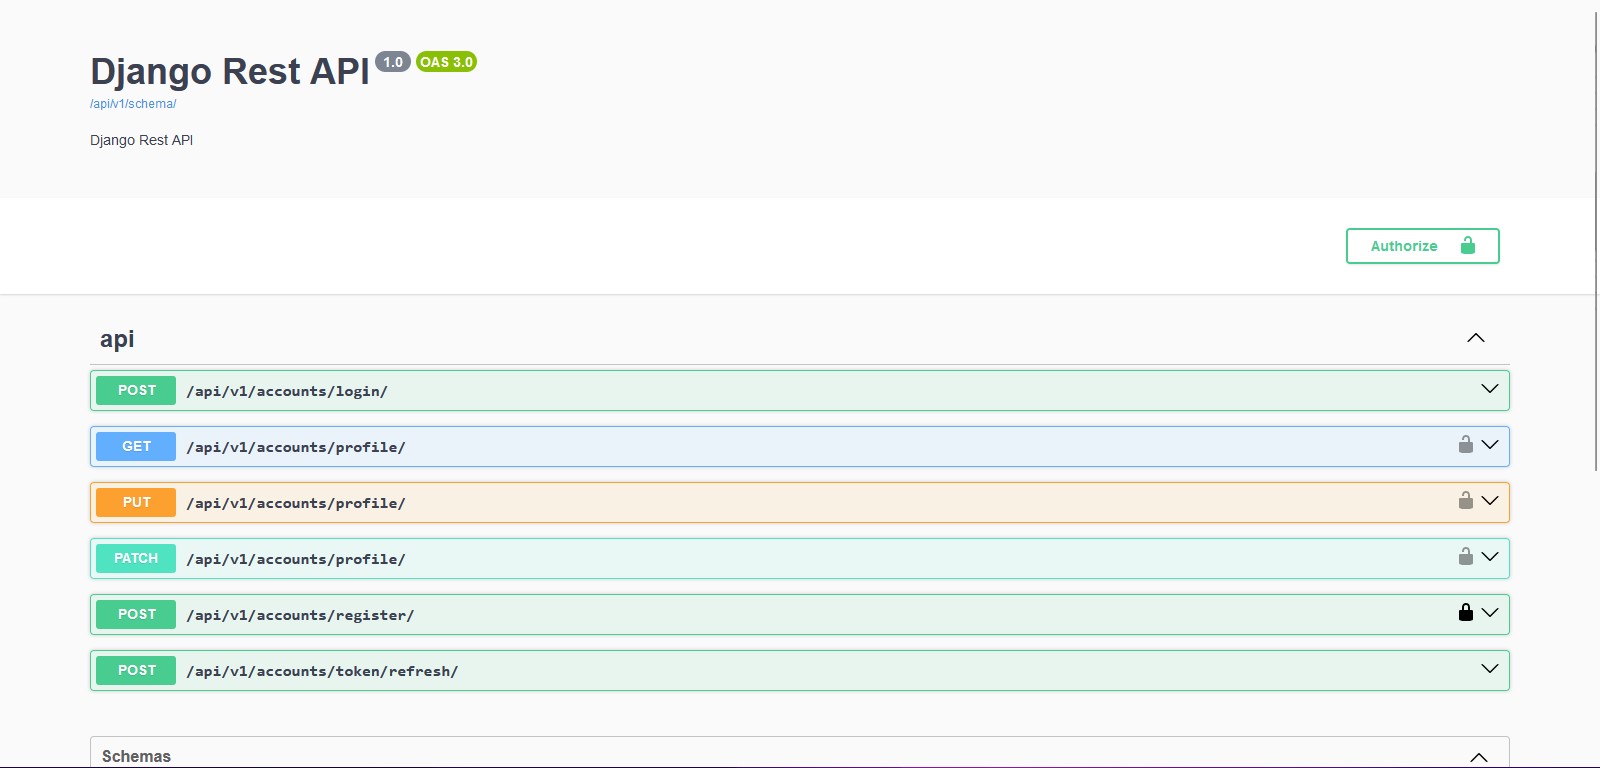 Django Rest API 1.0 OAS 3.0
/api/v1/schema/
Django Rest API
Authorize
api
POST /api/v1/accounts/login/
GET /api/v1/accounts/profile/
PUT /api/v1/accounts/profile/
PATCH /api/v1/accounts/profile/
POST /api/v1/accounts/register/
POST /api/v1/accounts/token/refresh/
Schemas